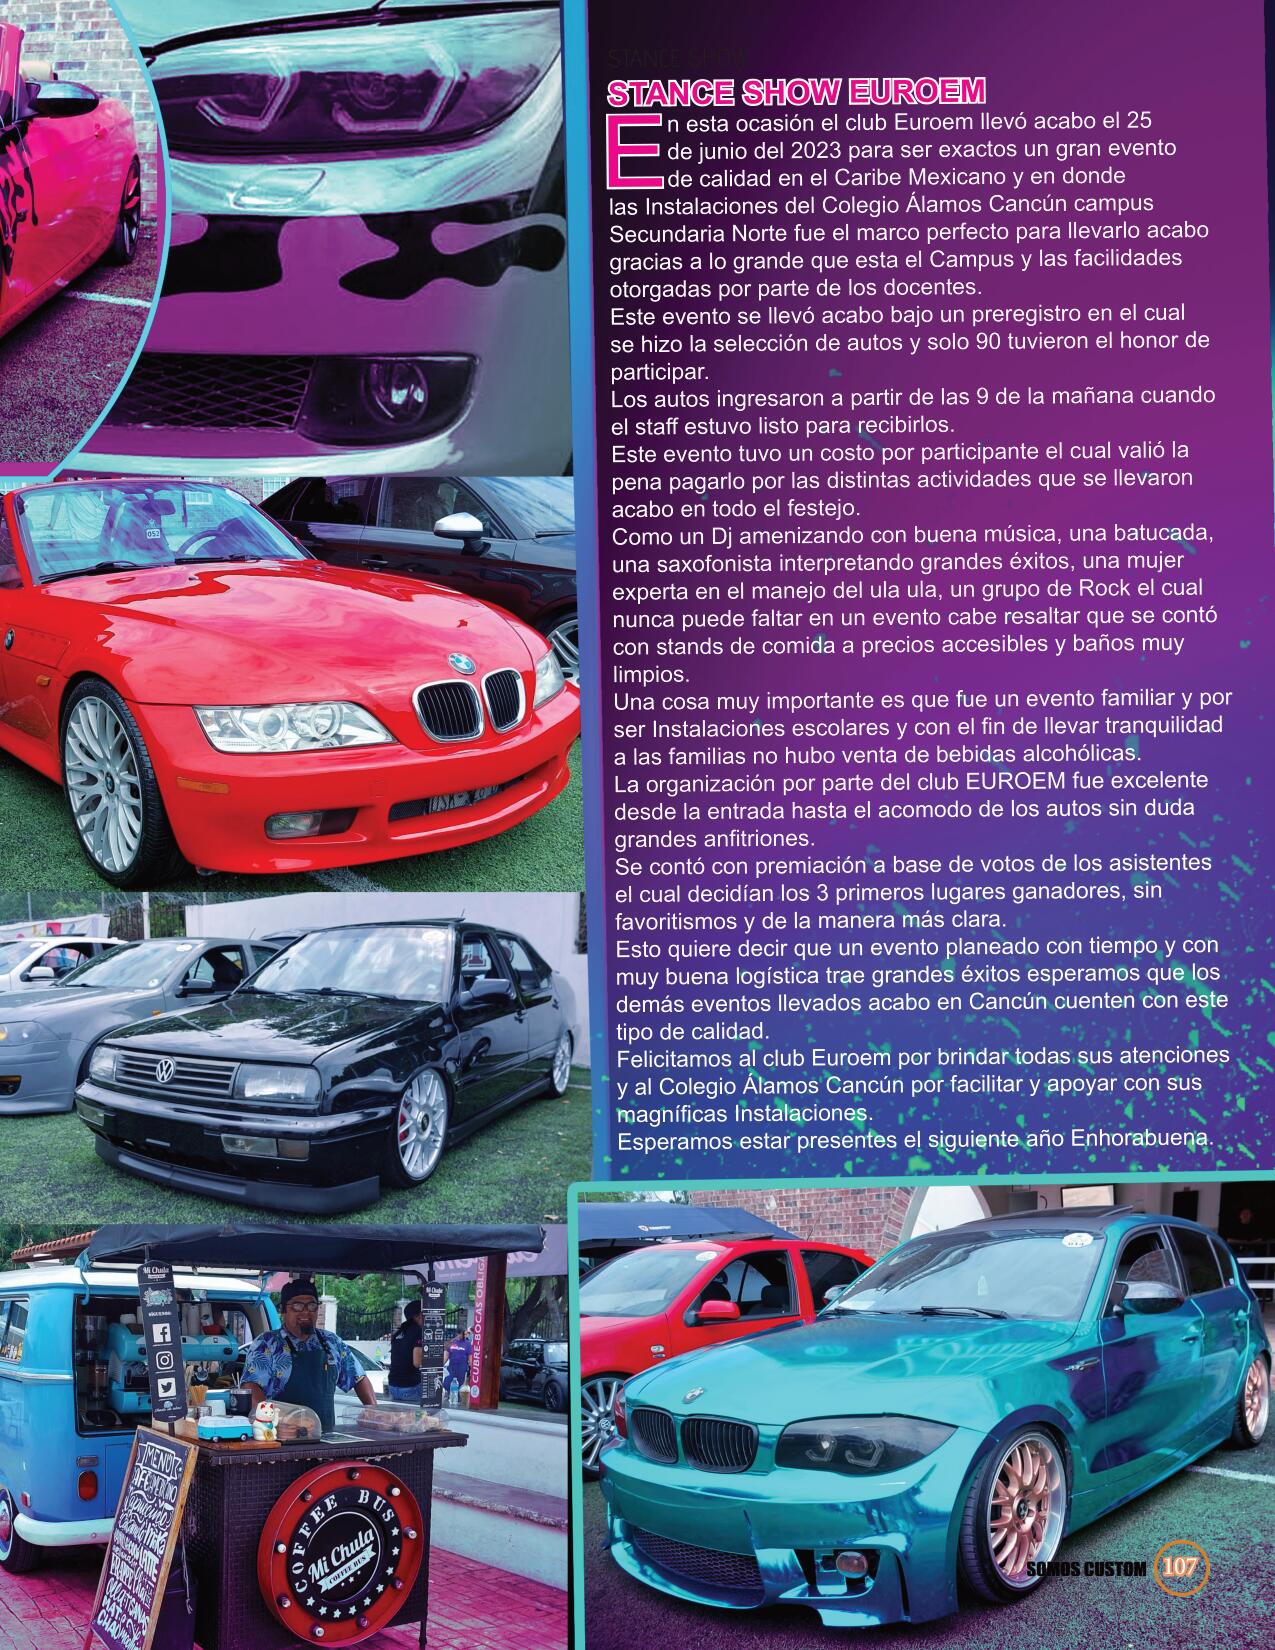 STANCE SHOW
STANCE SHOW EUROEM
En esta ocasión el club Euroem llevó acabo el 25
de junio del 2023 para ser exactos un gran evento
de calidad en el Caribe Mexicano y en donde
las Instalaciones del Colegio Álamos Cancún campus
Secundaria Norte fue el marco perfecto para llevarlo acabo
gracias a lo grande que esta el Campus y las facilidades
otorgadas por parte de los docentes.
Este evento se llevó acabo bajo un preregistro en el cual
se hizo la selección de autos y solo 90 tuvieron el honor de
participar.
Los autos ingresaron a partir de las 9 de la mañana cuando
el staff estuvo listo para recibirlos.
Este evento tuvo un costo por participante el cual valió la
pena pagarlo por las distintas actividades que se llevaron
acabo en todo el festejo.
Como un Dj amenizando con buena música, una batucada,
una saxofonista interpretando grandes éxitos, una mujer
experta en el manejo del ula ula, un grupo de Rock el cual
nunca puede faltar en un evento cabe resaltar que se contó
con stands de comida a precios accesibles y baños muy
limpios.
Una cosa muy importante es que fue un evento familiar y por
ser Instalaciones escolares y con el fin de llevar tranquilidad
a las familias no hubo venta de bebidas alcohólicas.
La organización por parte del club EUROEM fue excelente
desde la entrada hasta el acomodo de los autos sin duda
grandes anfitriones.
Se contó con premiación a base de votos de los asistentes
el cual decidían los 3 primeros lugares ganadores, sin
favoritismos y de la manera más clara.
Esto quiere decir que un evento planeado con tiempo y con
muy buena logística trae grandes éxitos esperamos que los
demás eventos llevados acabo en Cancún cuenten con este
tipo de calidad.
Felicitamos al club Euroem por brindar todas sus atenciones
y al Colegio Álamos Cancún por facilitar y apoyar con sus
magníficas Instalaciones.
Esperamos estar presentes el siguiente año Enhorabuena.
052
Mi Chula
CUBRE-BOCAS OBLIGA
MENÚ
COFFEE BUS
Mi Chula
COFFEE BUS
SOMOS CUSTOM 107